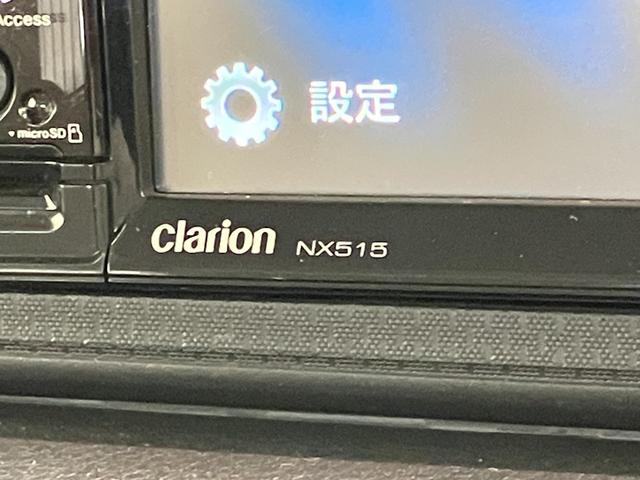 Access
設定
microSD
Clarion NX515